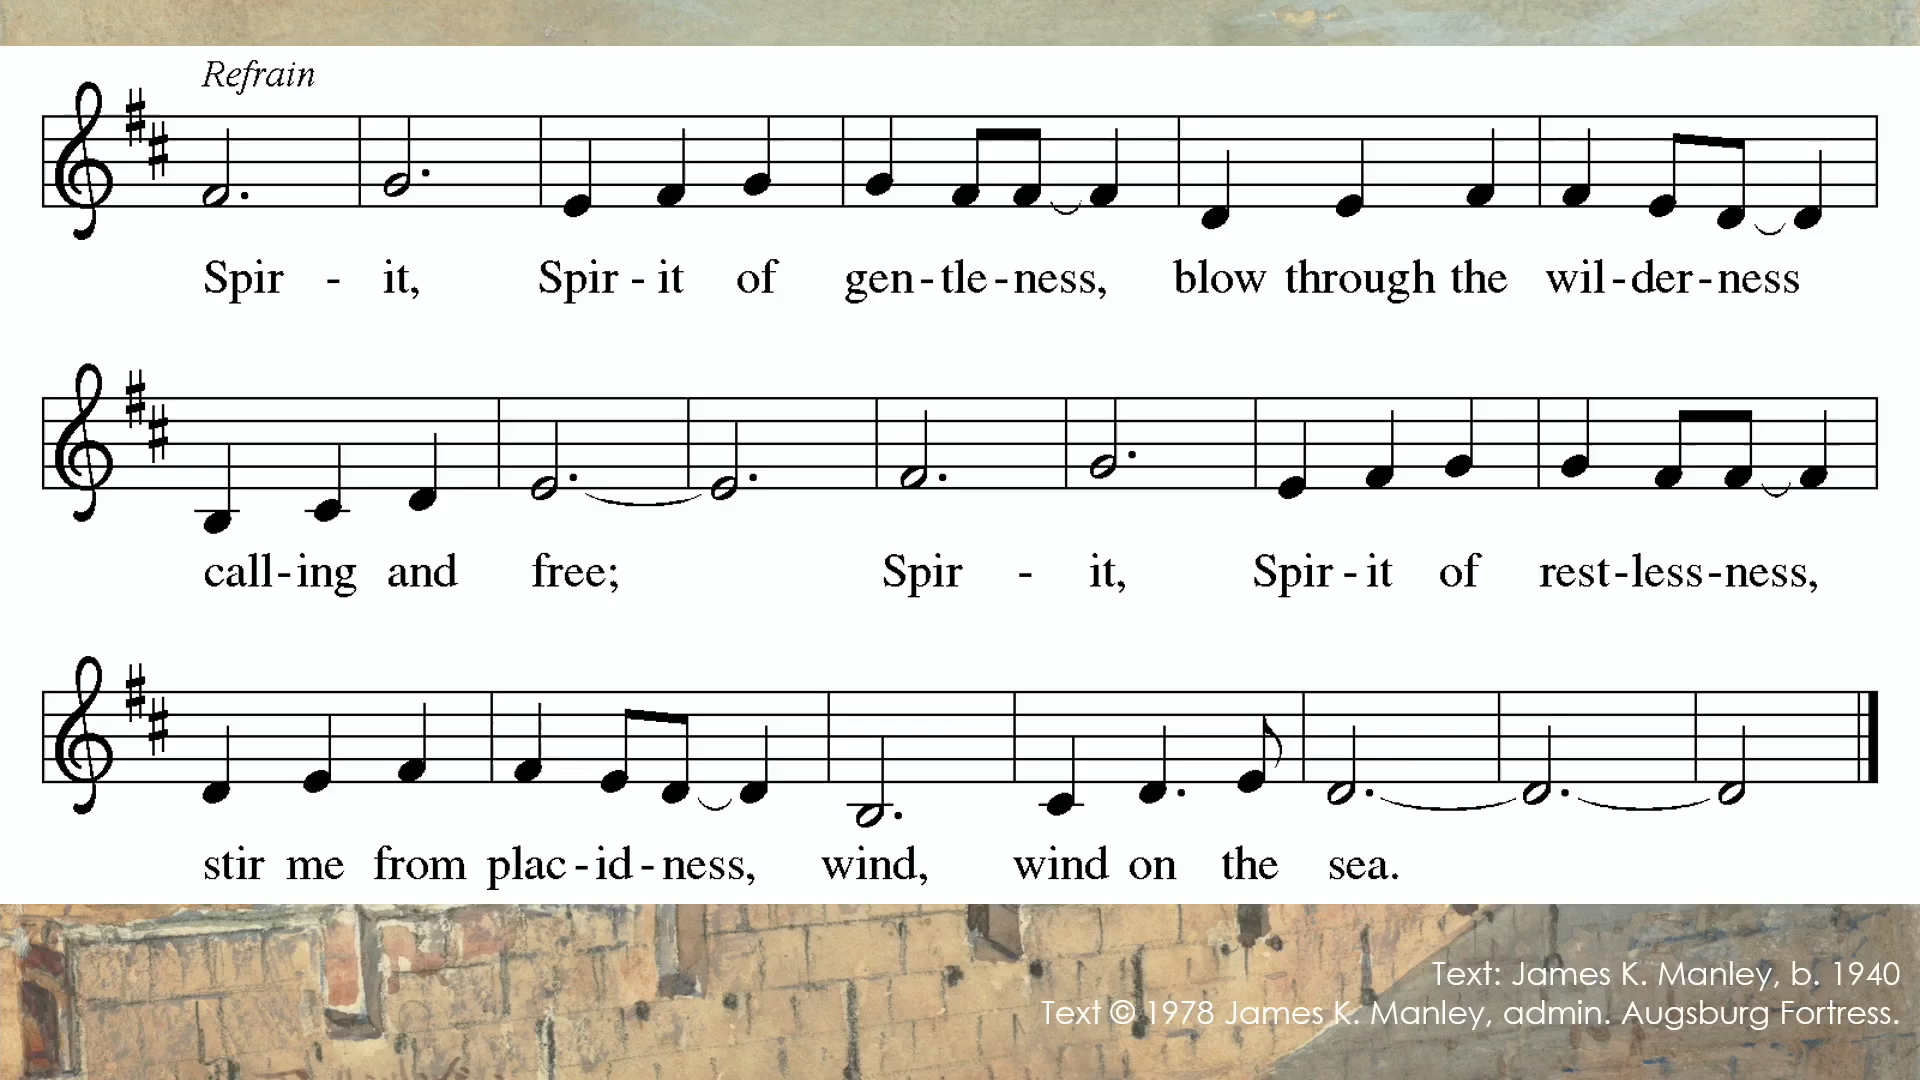 Refrain
Spir - it, Spir - it of gen - tle - ness, blow through the wil - der - ness
call - ing and free; Spir - it, Spir - it of rest - less - ness,
stir me from plac - id - ness, wind, wind on the sea.
Text: James K. Manley, b. 1940
Text © 1978 James K. Manley, admin. Augsburg Fortress.